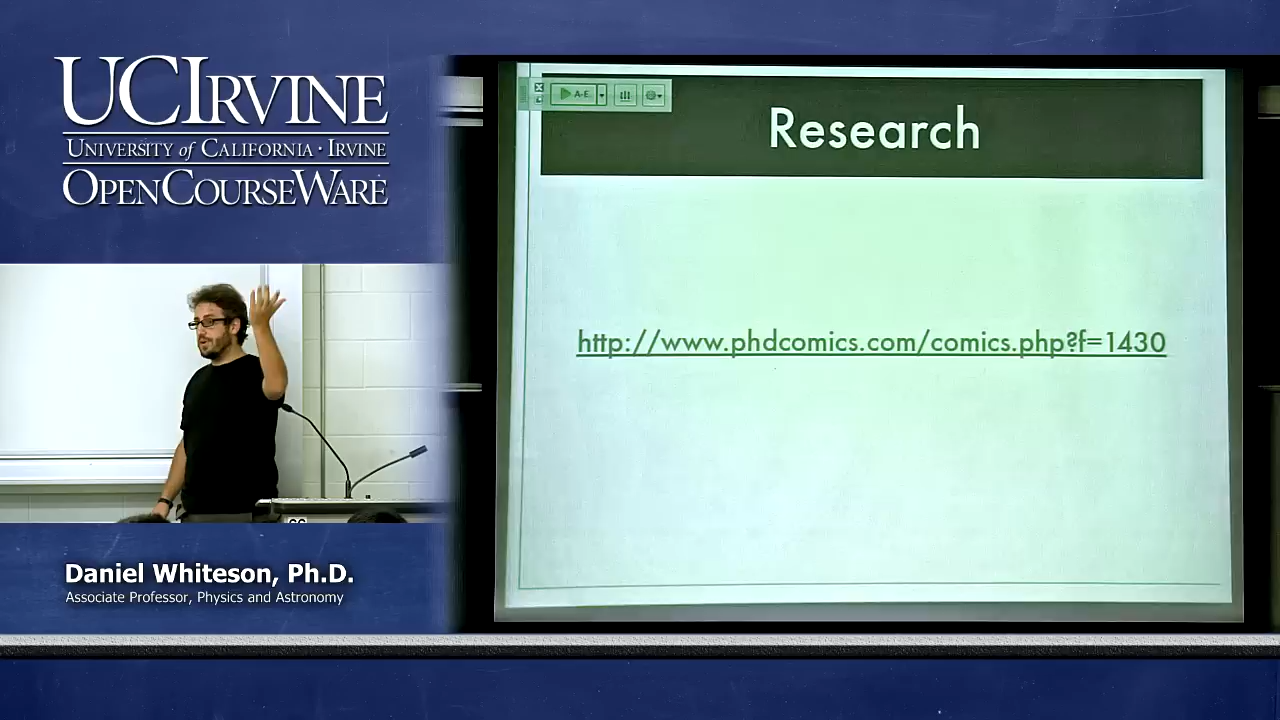 UCIRVINE
UNIVERSITY of CALIFORNIA · IRVINE
OPENCOURSEWARE
A-E
Research
http://www.phdcomics.com/comics.php?f=1430
Daniel Whiteson, Ph.D.
Associate Professor, Physics and Astronomy